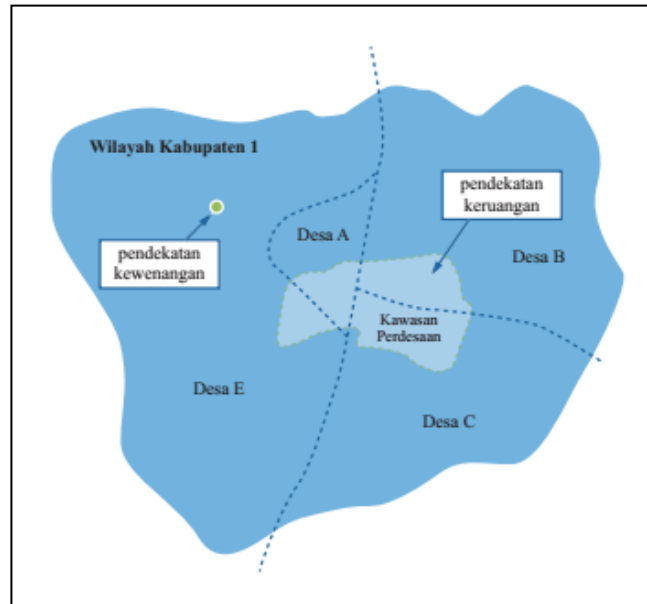 Wilayah Kabupaten 1
pendekatan
keruangan
pendekatan
kewenangan
Desa A
Desa B
Kawasan
Perdesaan
Desa E
Desa C